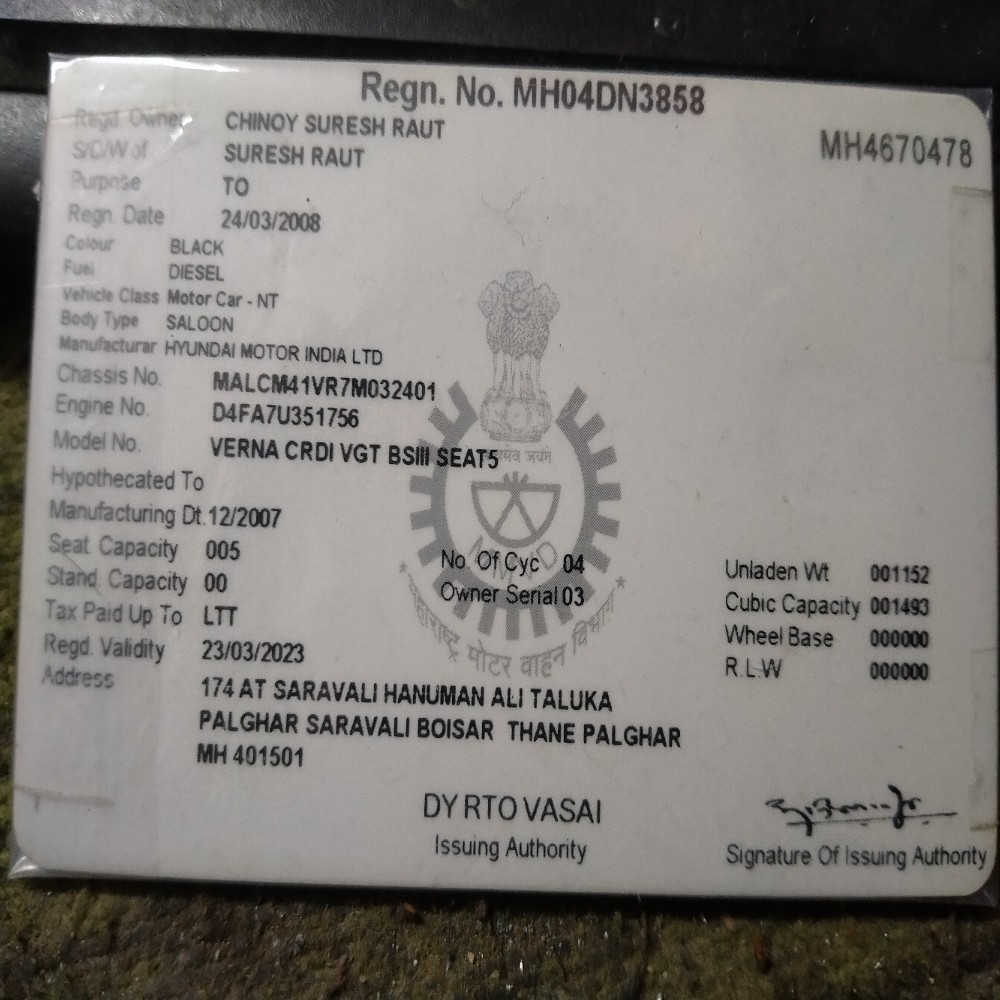 Regn. No. MH04DN3858
MH4670478
Regd Owner CHINOY SURESH RAUT
S/D/W of SURESH RAUT
Purpose TO
Regn. Date 24/03/2008
Colour BLACK
Fuel DIESEL
Vehicle Class Motor Car - NT
Body Type SALOON
Manufacturar HYUNDAI MOTOR INDIA LTD
Chassis No. MALCM41VR7M032401
Engine No. D4FA7U351756
Model No. VERNA CRDI VGT BSIII SEAT5
Hypothecated To
Manufacturing Dt. 12/2007
Seat Capacity 005 No. Of Cyc 04 Unladen Wt 001152
Stand. Capacity 00 Owner Serial 03 Cubic Capacity 001493
Tax Paid Up To LTT Wheel Base 000000
Regd. Validity 23/03/2023 R.L.W 000000
Address 174 AT SARAVALI HANUMAN ALI TALUKA
PALGHAR SARAVALI BOISAR THANE PALGHAR
MH 401501
M M V D
महाराष्ट्र मोटर वाहन विभाग
DY RTO VASAI
Issuing Authority
Signature Of Issuing Authority